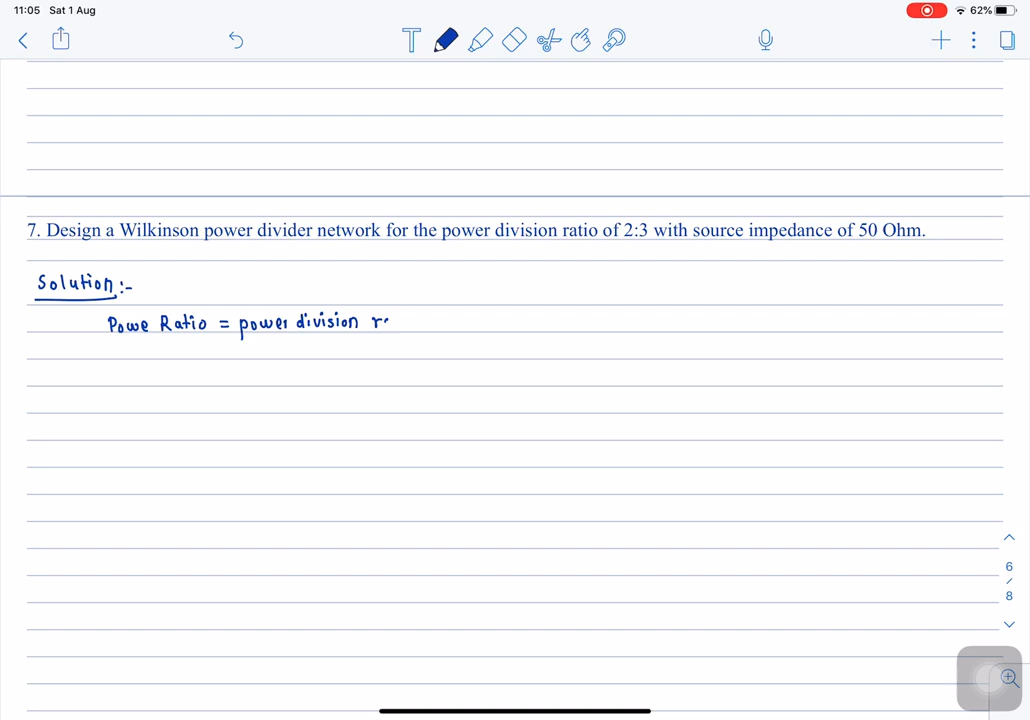 11:05 Sat 1 Aug 62%
T
7. Design a Wilkinson power divider network for the power division ratio of 2:3 with source impedance of 50 Ohm.
Solution:-
Powe Ratio = power division r
6
/
8